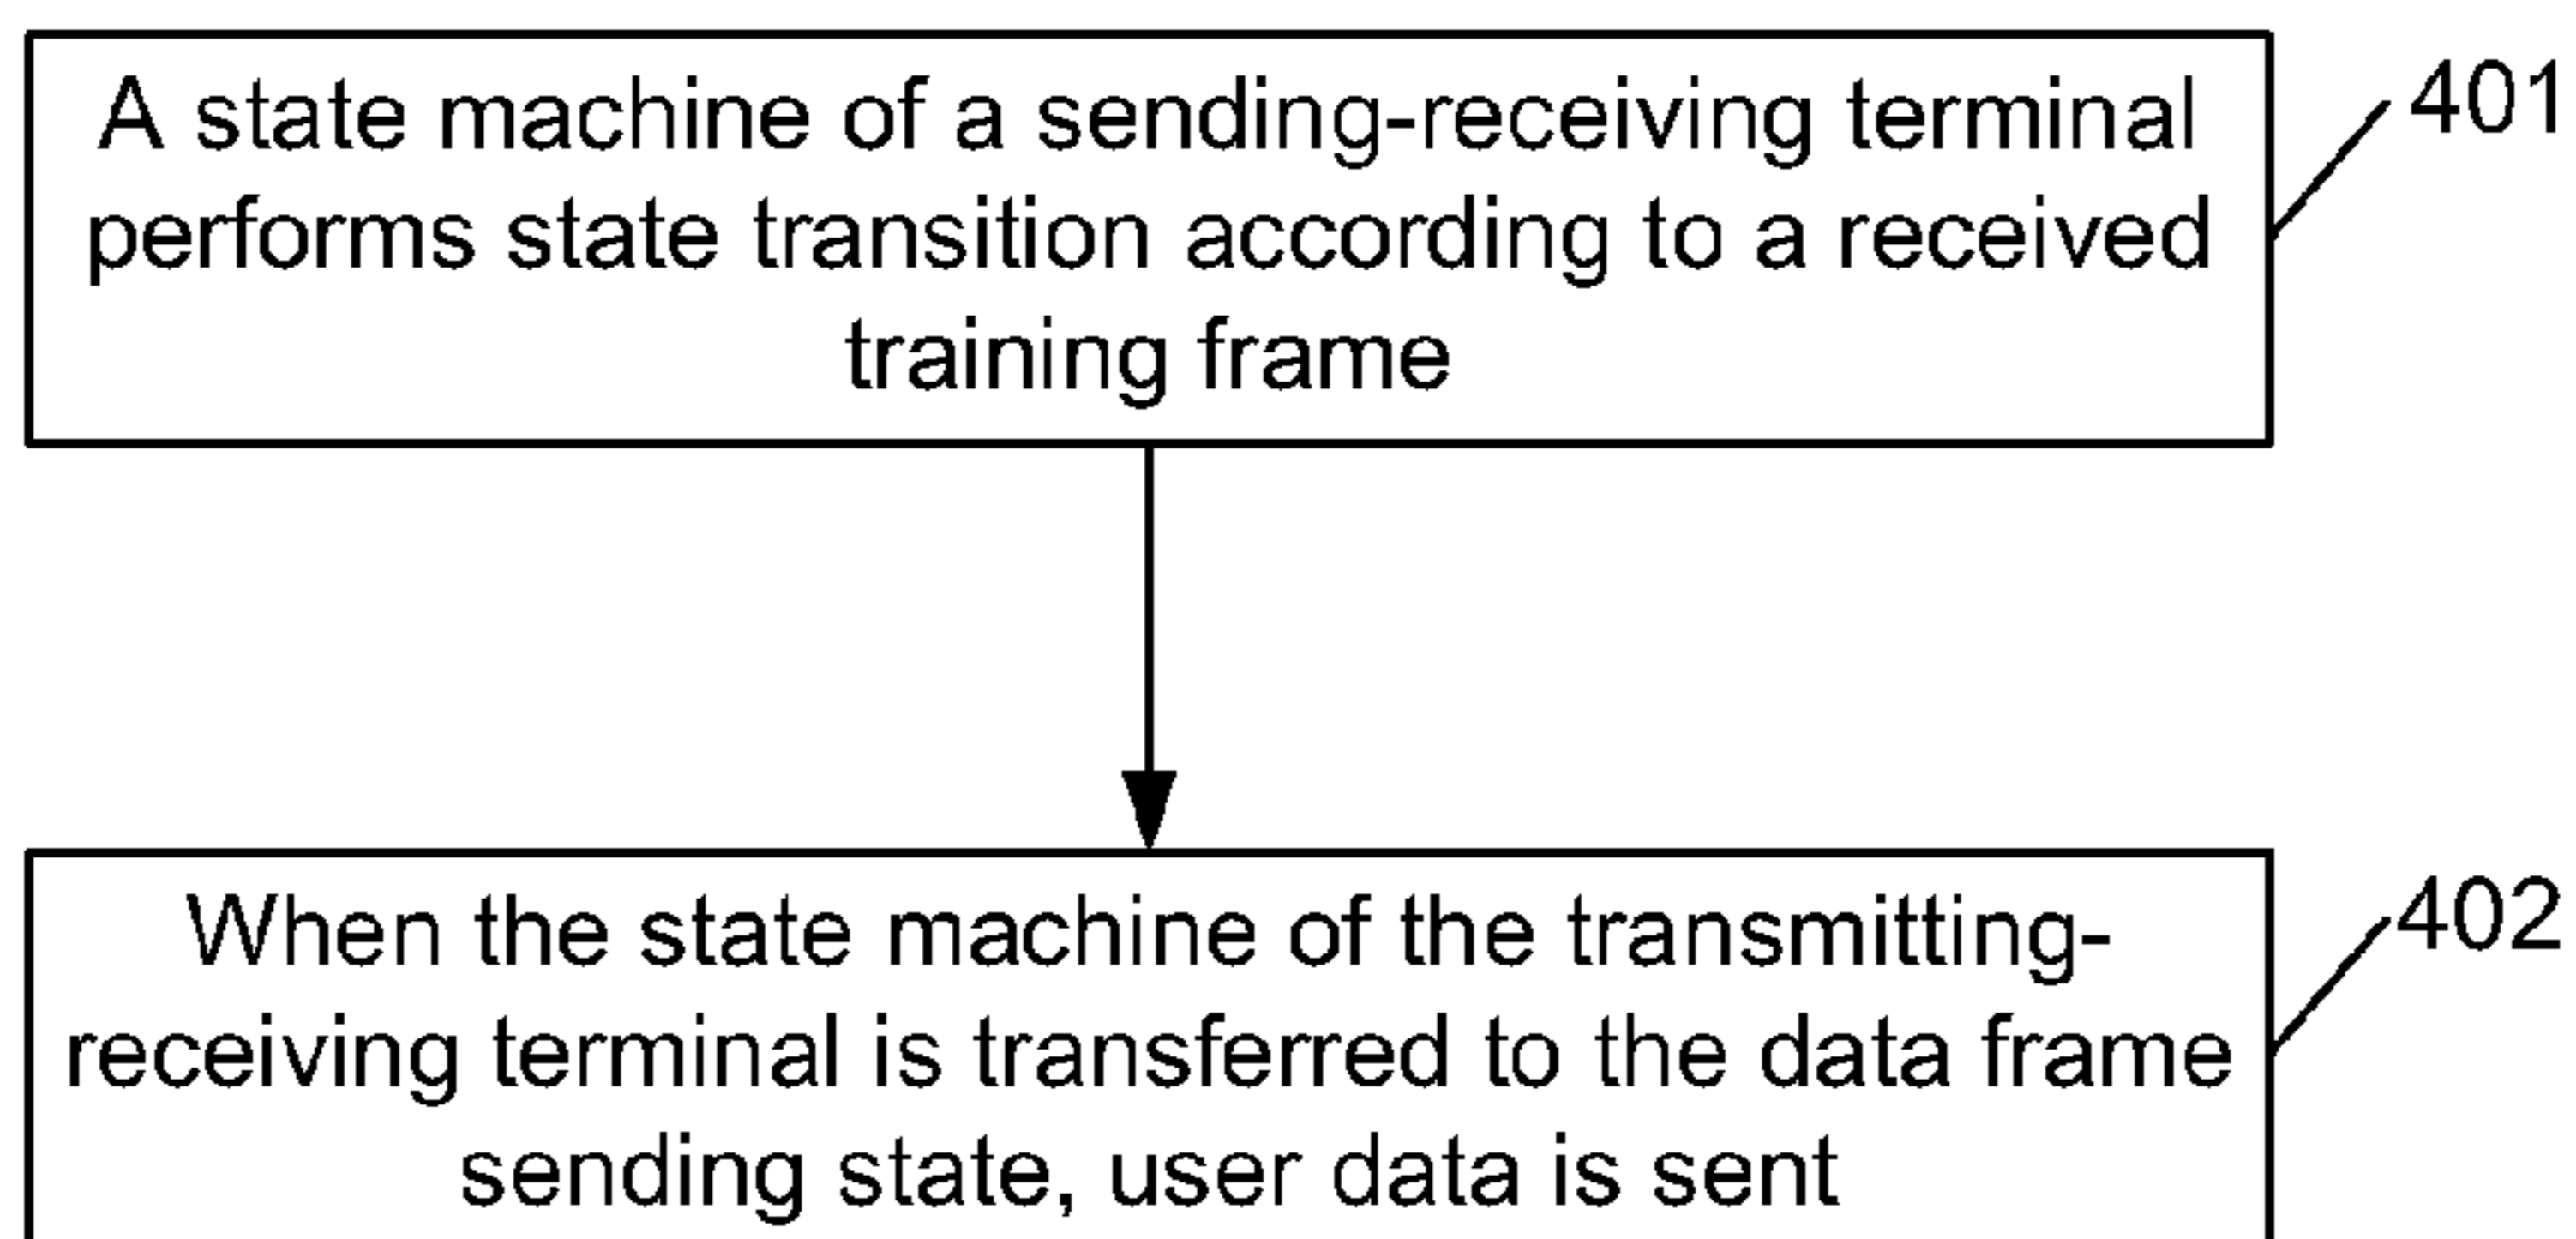 A state machine of a sending-receiving terminal
401
performs state transition according to a received
training frame
When the state machine of the transmitting-
402
receiving terminal is transferred to the data frame
sending state, user data is sent